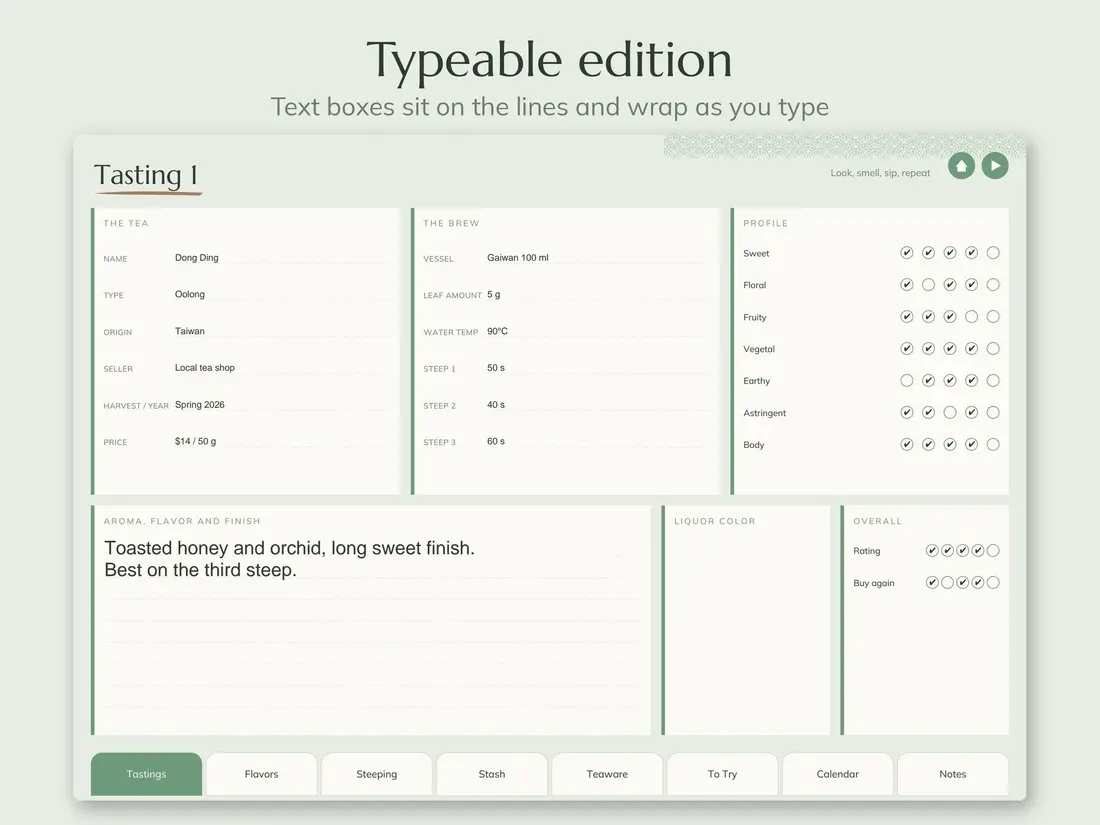 Typeable edition
Text boxes sit on the lines and wrap as you type
Tasting 1
Look, smell, sip, repeat
THE TEA
NAME Dong Ding
TYPE Oolong
ORIGIN Taiwan
SELLER Local tea shop
HARVEST / YEAR Spring 2026
PRICE $14 / 50 g
THE BREW
VESSEL Gaiwan 100 ml
LEAF AMOUNT 5 g
WATER TEMP 90°C
STEEP 1 50 s
STEEP 2 40 s
STEEP 3 60 s
PROFILE
Sweet
Floral
Fruity
Vegetal
Earthy
Astringent
Body
AROMA, FLAVOR AND FINISH
Toasted honey and orchid, long sweet finish.
Best on the third steep.
LIQUOR COLOR
OVERALL
Rating
Buy again
Tastings Flavors Steeping Stash Teaware To Try Calendar Notes